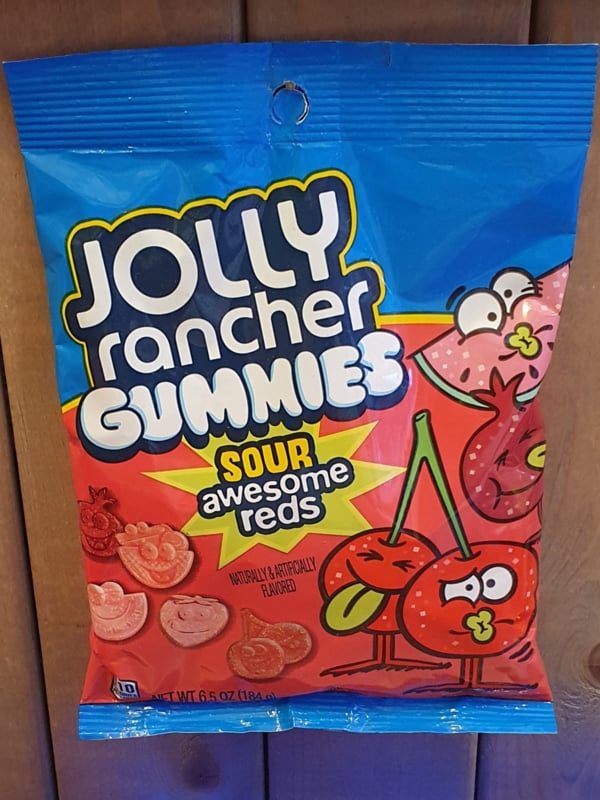 JOLLY
rancher
GUMMIES
SOUR
awesome
reds
NATURALLY & ARTIFICIALLY
FLAVORED
NET WT 6.5 OZ (184 g)